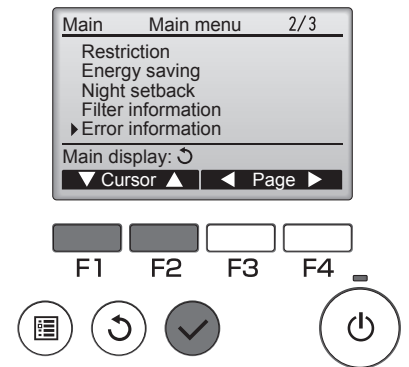 Main Main menu 2/3
Restriction
Energy saving
Night setback
Filter information
Error information
Main display:
Cursor Page
F1 F2 F3 F4